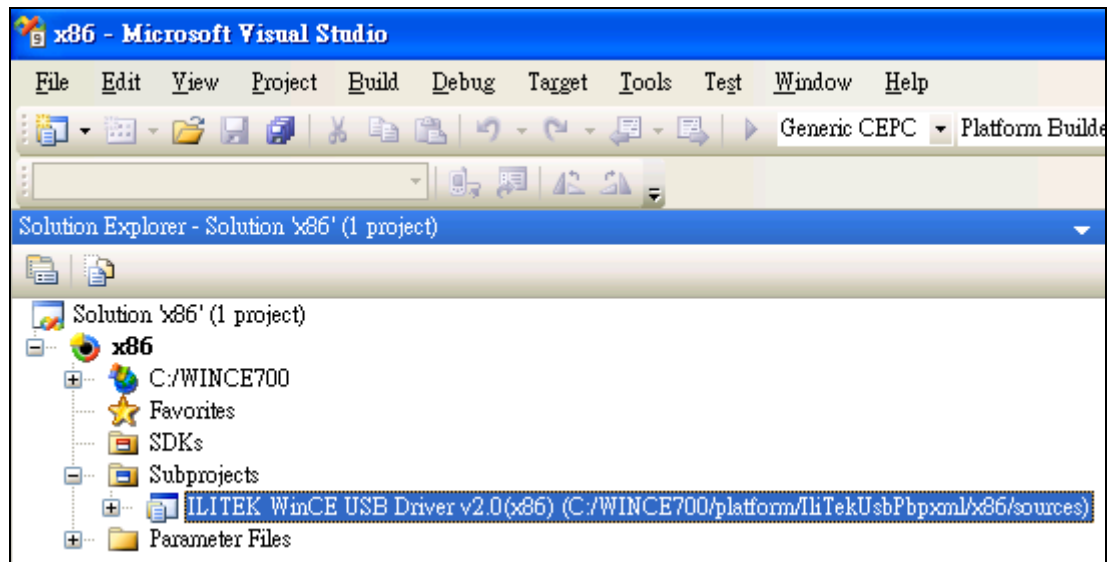 x86 - Microsoft Visual Studio
File Edit View Project Build Debug Target Tools Test Window Help
Generic CEPC Platform Builde
Solution Explorer - Solution 'x86' (1 project)
Solution 'x86' (1 project)
x86
C:/WINCE700
Favorites
SDKs
Subprojects
ILITEK WinCE USB Driver v2.0(x86) (C:/WINCE700/platform/IliTekUsbPbpxml/x86/sources)
Parameter Files